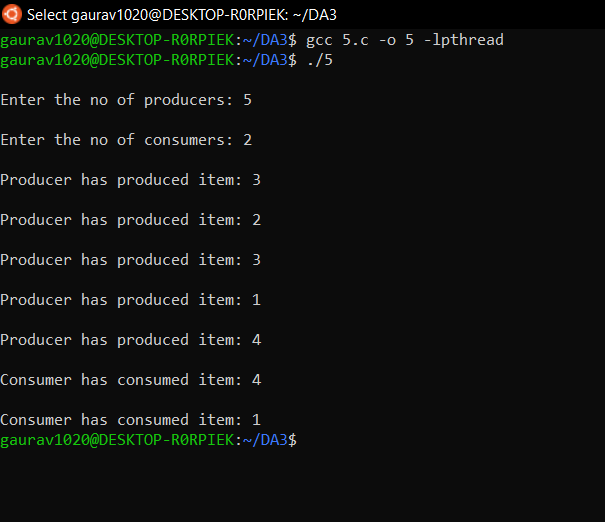 Select gaurav1020@DESKTOP-R0RPIEK: ~/DA3
gaurav1020@DESKTOP-R0RPIEK:~/DA3$ gcc 5.c -o 5 -lpthread
gaurav1020@DESKTOP-R0RPIEK:~/DA3$ ./5
Enter the no of producers: 5
Enter the no of consumers: 2
Producer has produced item: 3
Producer has produced item: 2
Producer has produced item: 3
Producer has produced item: 1
Producer has produced item: 4
Consumer has consumed item: 4
Consumer has consumed item: 1
gaurav1020@DESKTOP-R0RPIEK:~/DA3$